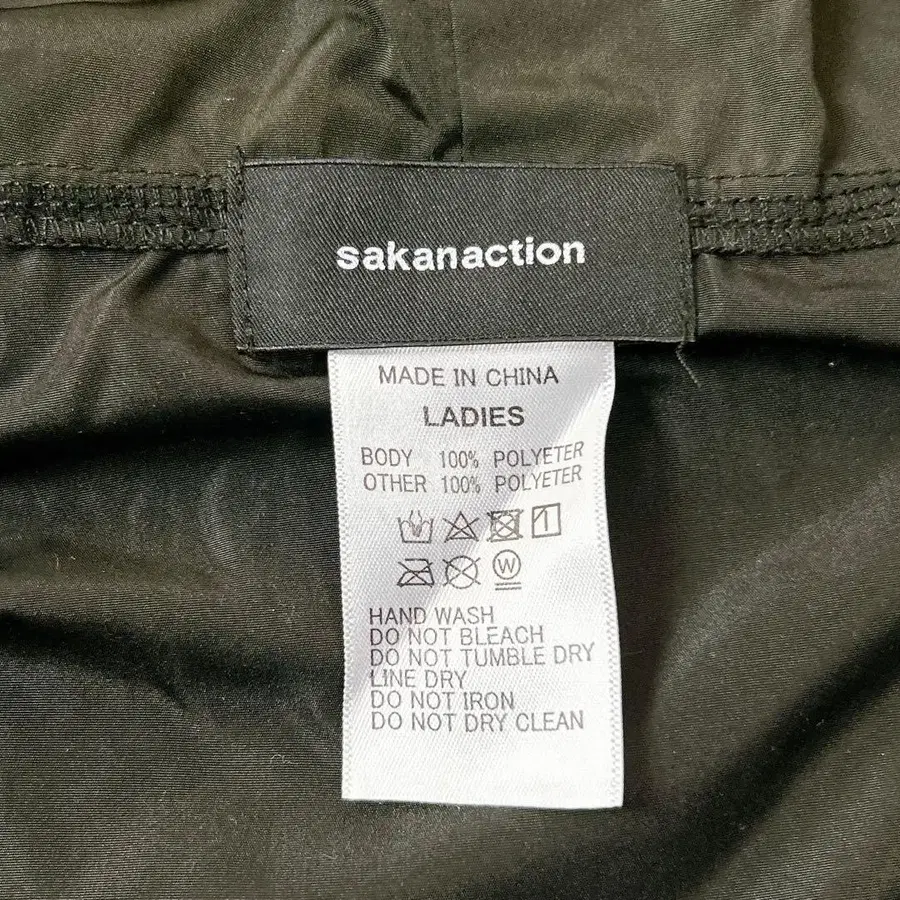 sakanaction
MADE IN CHINA
LADIES
BODY 100% POLYETER
OTHER 100% POLYETER
1
W
HAND WASH
DO NOT BLEACH
DO NOT TUMBLE DRY
LINE DRY
DO NOT IRON
DO NOT DRY CLEAN